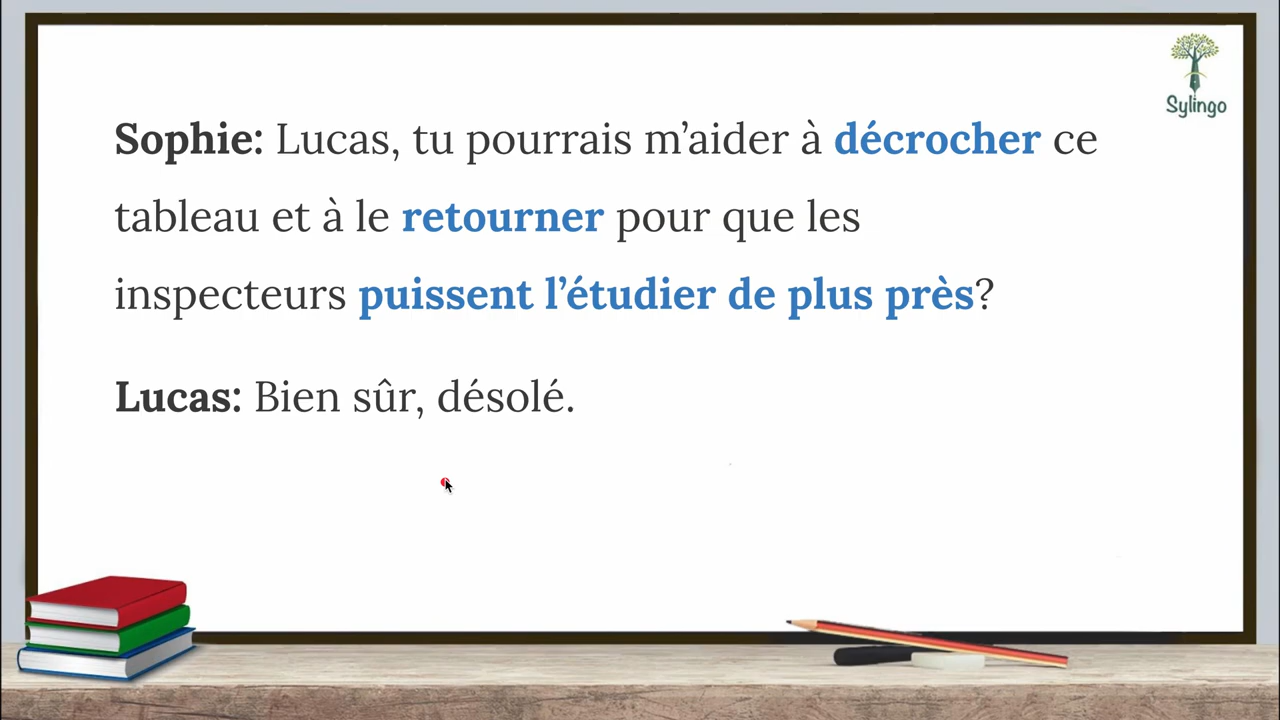 Sylingo
Sophie: Lucas, tu pourrais m’aider à décrocher ce
tableau et à le retourner pour que les
inspecteurs puissent l’étudier de plus près?
Lucas: Bien sûr, désolé.